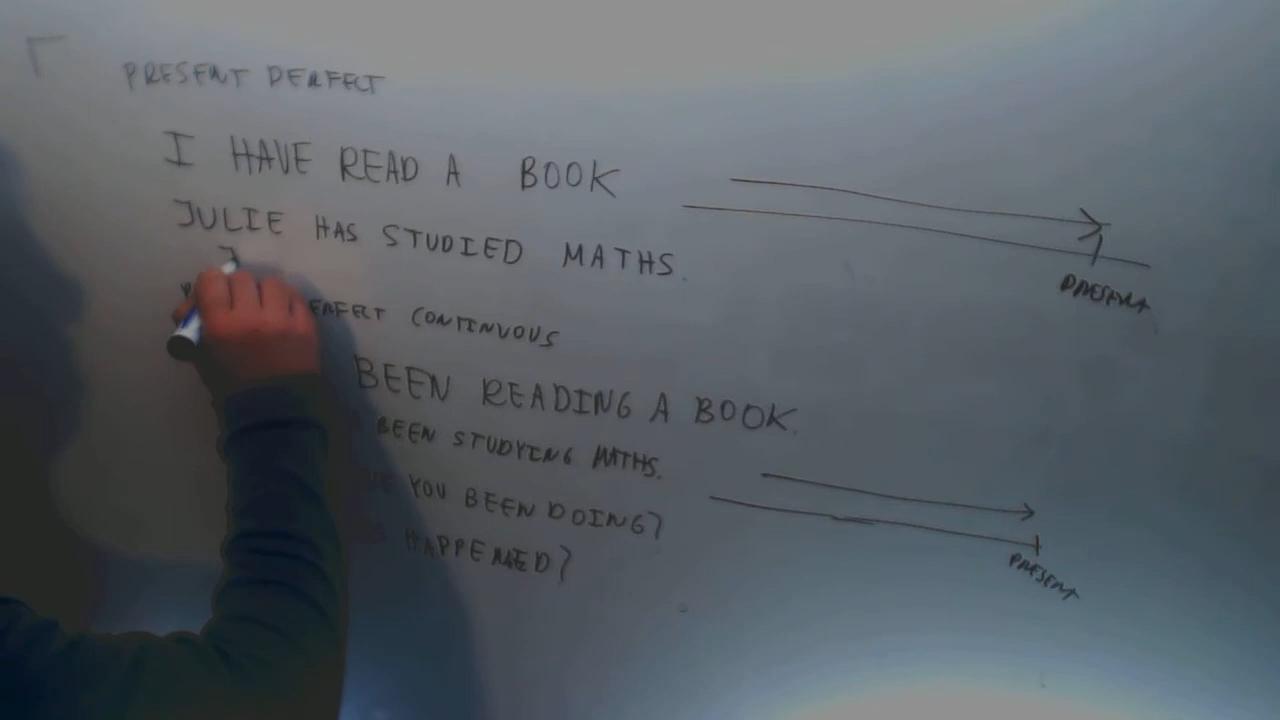 PRESENT PERFECT
I HAVE READ A BOOK
JULIE HAS STUDIED MATHS.
PRESENT
CONTINUOUS
BEEN READING A BOOK.
BEEN STUDYING MATHS.
YOU BEEN DOING?
HAPPENED?
PRESENT